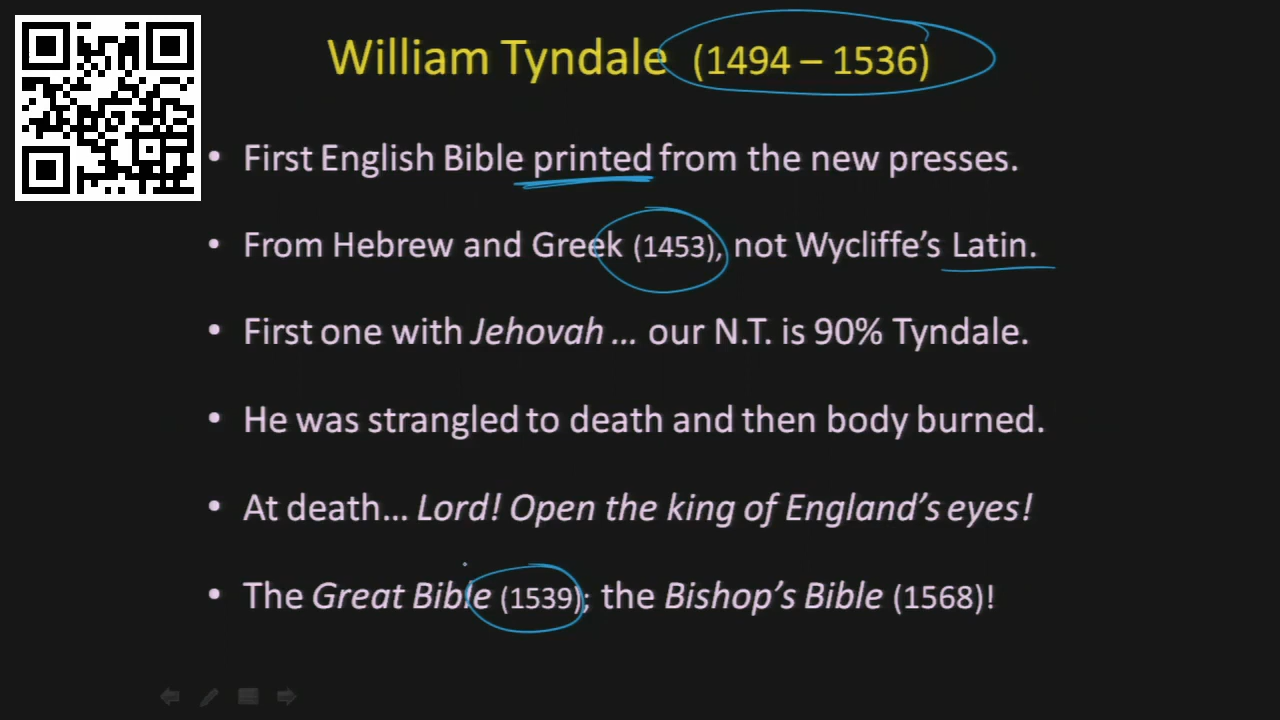 William Tyndale (1494 – 1536)
• First English Bible printed from the new presses.
• From Hebrew and Greek (1453), not Wycliffe’s Latin.
• First one with Jehovah … our N.T. is 90% Tyndale.
• He was strangled to death and then body burned.
• At death… Lord! Open the king of England’s eyes!
• The Great Bible (1539); the Bishop’s Bible (1568)!